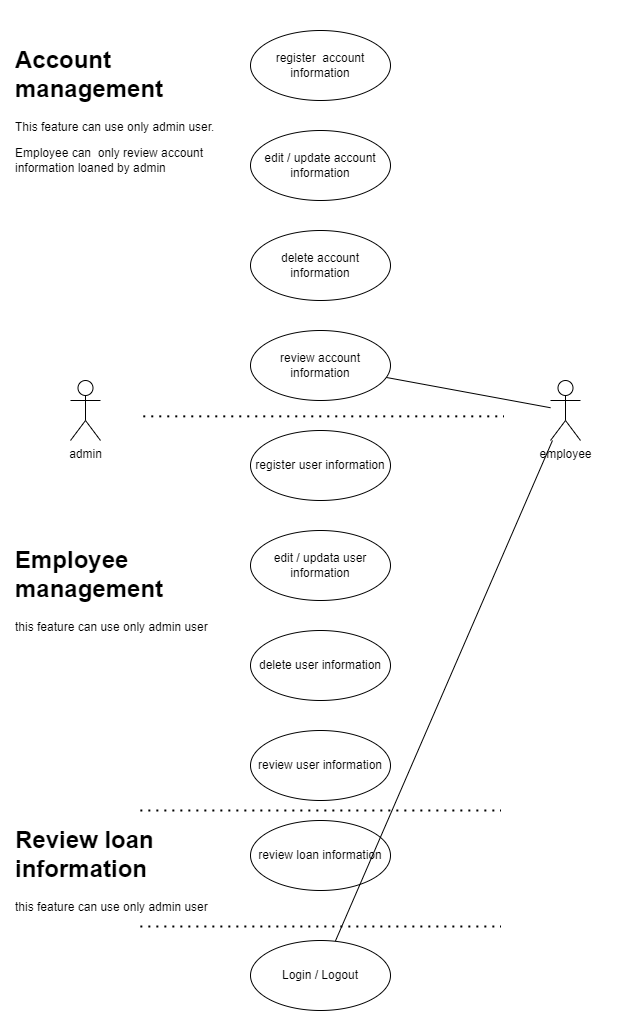 Account
management
This feature can use only admin user.
Employee can  only review account
information loaned by admin
register  account
information
edit / update account
information
delete account
information
review account
information
admin
employee
register user information
Employee
management
this feature can use only admin user
edit / updata user
information
delete user information
review user information
Review loan
information
this feature can use only admin user
review loan information
Login / Logout